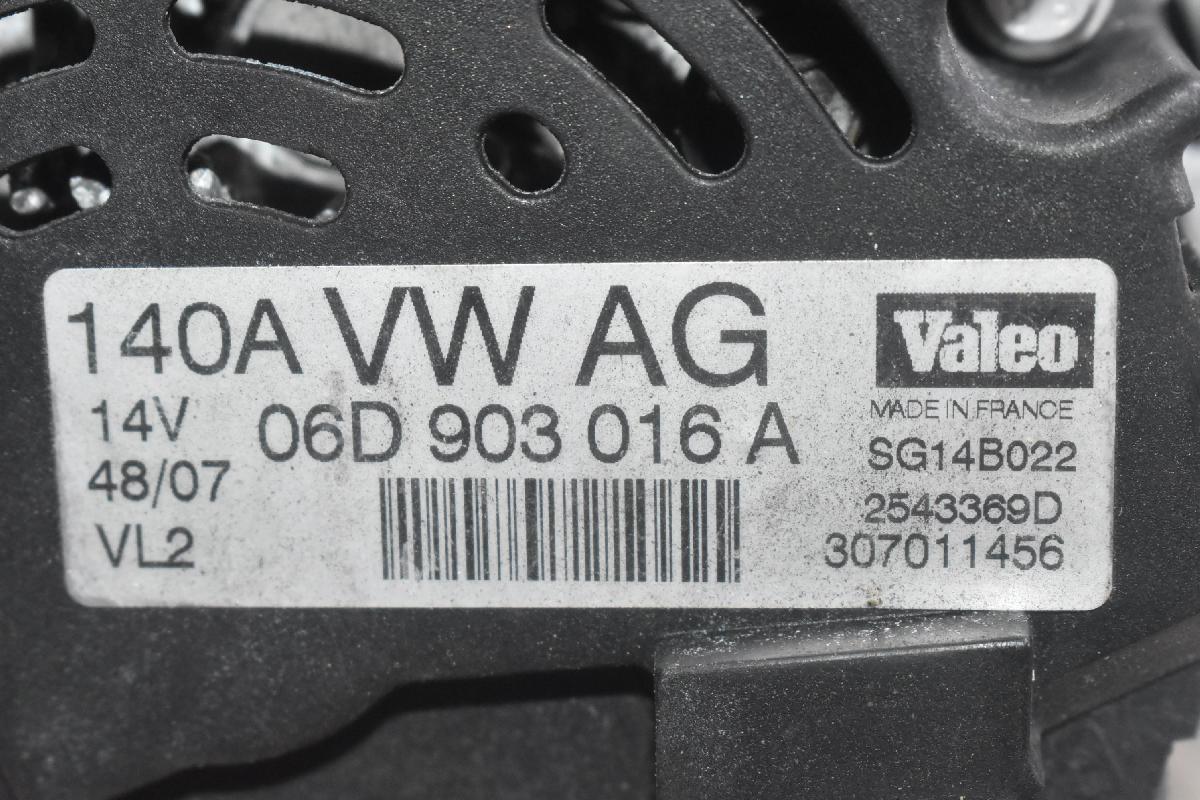 140A VW AG
14V
06D 903 016 A
48/07
VL2
Valeo
MADE IN FRANCE
SG14B022
2543369D
307011456